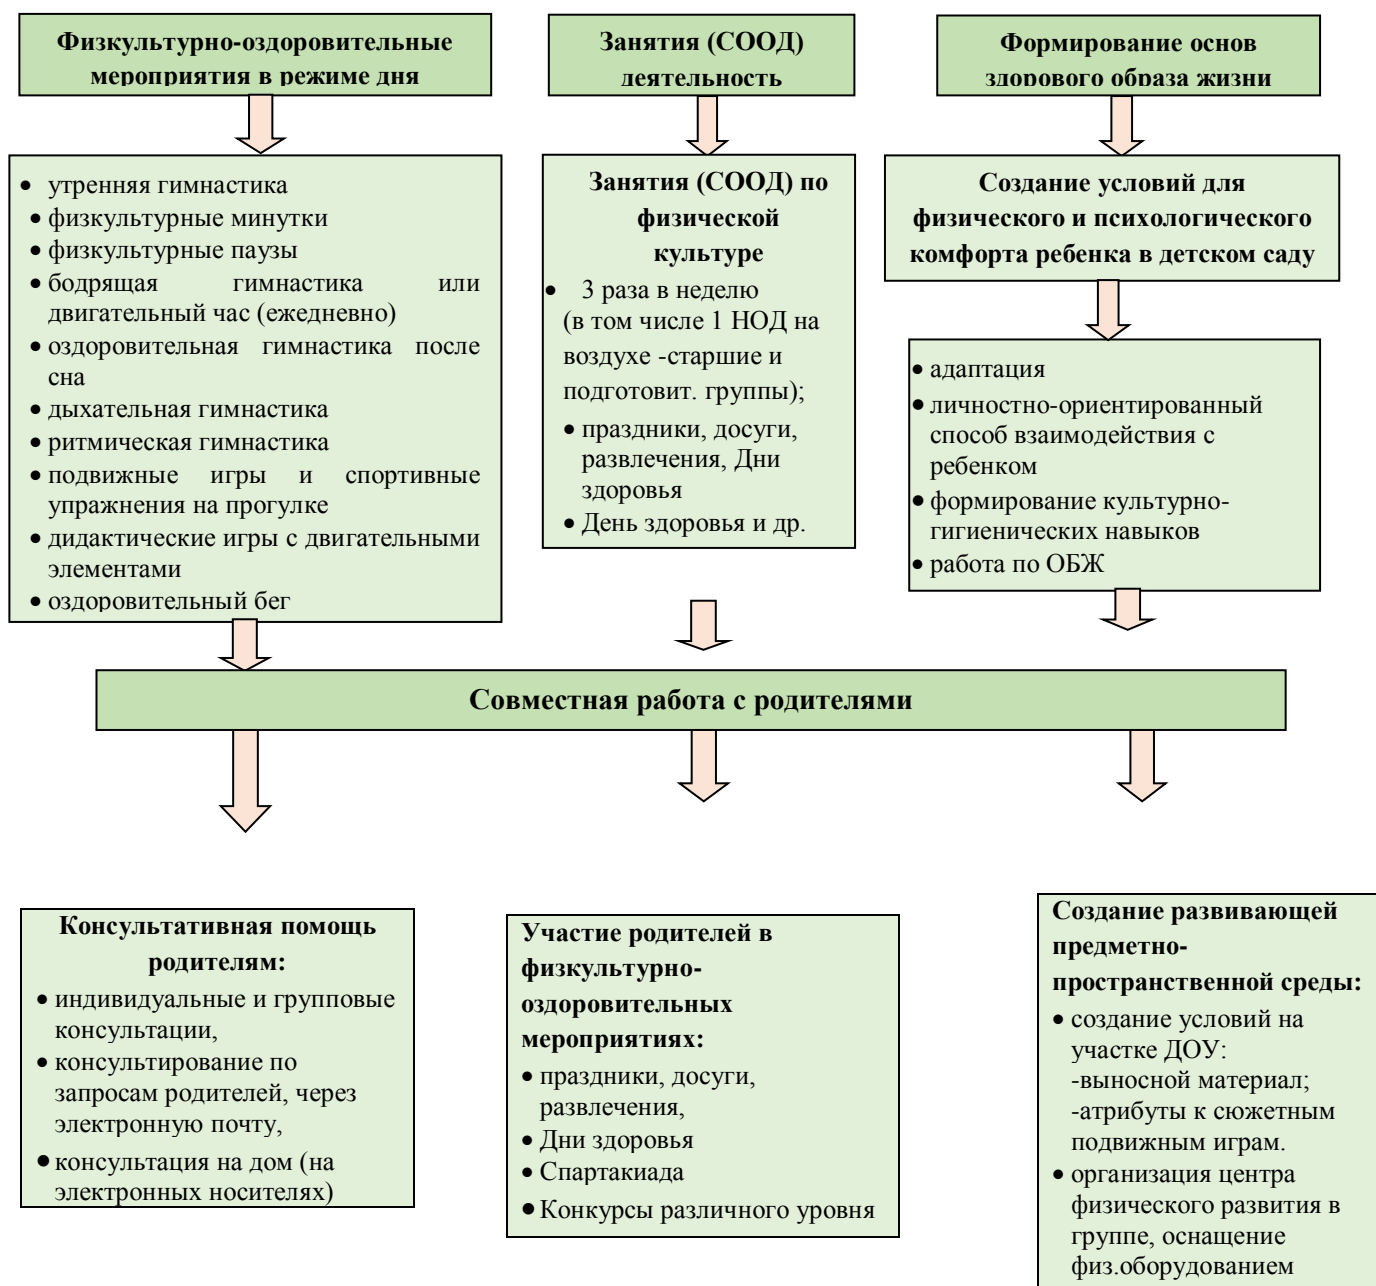 Физкультурно-оздоровительные
мероприятия в режиме дня
Занятия (СООД)
деятельность
Формирование основ
здорового образа жизни
• утренняя гимнастика
• физкультурные минутки
• физкультурные паузы
• бодрящая гимнастика или
двигательный час (ежедневно)
• оздоровительная гимнастика после
сна
• дыхательная гимнастика
• ритмическая гимнастика
• подвижные игры и спортивные
упражнения на прогулке
• дидактические игры с двигательными
элементами
• оздоровительный бег
Занятия (СООД) по
физической
культуре
• 3 раза в неделю
(в том числе 1 НОД на
воздухе -старшие и
подготовит. группы);
• праздники, досуги,
развлечения, Дни
здоровья
• День здоровья и др.
Создание условий для
физического и психологического
комфорта ребенка в детском саду
• адаптация
• личностно-ориентированный
способ взаимодействия с
ребенком
• формирование культурно-
гигиенических навыков
• работа по ОБЖ
Совместная работа с родителями
Консультативная помощь
родителям:
• индивидуальные и групповые
консультации,
• консультирование по
запросам родителей, через
электронную почту,
• консультация на дом (на
электронных носителях)
Участие родителей в
физкультурно-
оздоровительных
мероприятиях:
• праздники, досуги,
развлечения,
• Дни здоровья
• Спартакиада
• Конкурсы различного уровня
Создание развивающей
предметно-
пространственной среды:
• создание условий на
участке ДОУ:
-выносной материал;
-атрибуты к сюжетным
подвижным играм.
• организация центра
физического развития в
группе, оснащение
физ.оборудованием